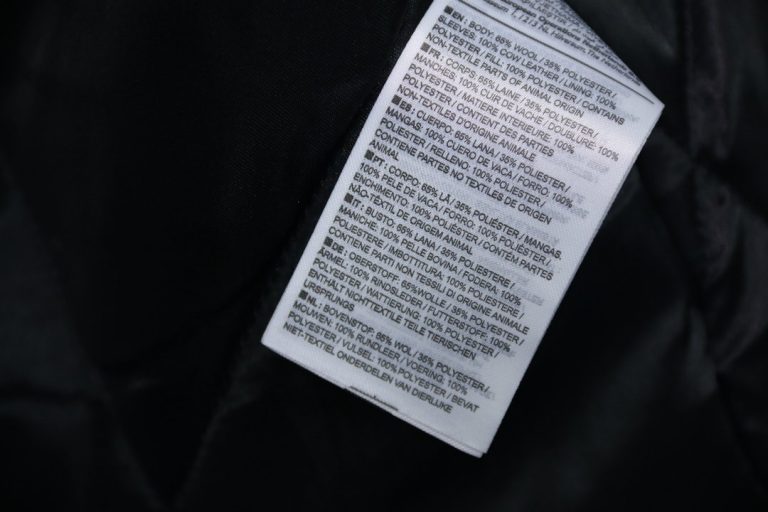 Hilversum, The Netherlands
■ EN : BODY: 65% WOOL / 35% POLYESTER /
SLEEVES: 100% COW LEATHER / LINING: 100%
POLYESTER / FILL: 100% POLYESTER / CONTAINS
NON-TEXTILE PARTS OF ANIMAL ORIGIN
■ FR : CORPS: 65% LAINE / 35% POLYESTER /
MANCHES: 100% CUIR DE VACHE / DOUBLURE: 100%
POLYESTER / MATIERE INTERIEURE: 100%
POLYESTER / CONTIENT DES PARTIES
NON-TEXTILES D'ORIGINE ANIMALE
■ ES : CUERPO: 65% LANA / 35% POLIESTER /
MANGAS: 100% CUERO DE VACA / FORRO: 100%
POLIESTER / RELLENO: 100% POLIESTER /
CONTIENE PARTES NO TEXTILES DE ORIGEN
ANIMAL
■ PT : CORPO: 65% LÃ / 35% POLIÉSTER / MANGAS:
100% PELE DE VACA / FORRO: 100% POLIÉSTER /
ENCHIMENTO: 100% POLIÉSTER / CONTÉM PARTES
NÃO-TÊXTIL DE ORIGEM ANIMAL
■ IT : BUSTO: 65% LANA / 35% POLIESTERE /
MANICHE: 100% PELLE BOVINA / FODERA: 100%
POLIESTERE / IMBOTTITURA: 100% POLIESTERE /
CONTIENE PARTI NON TESSILI DI ORIGINE ANIMALE
■ DE : OBERSTOFF: 65%WOLLE / 35% POLYESTER /
ÄRME: 100% RINDSLEDER / FUTTERSTOFF: 100%
POLYESTER / WATTIERUNG: 100% POLYESTER /
ENTHÄLT NICHTTEXTILE TEILE TIERISCHEN
URSPRUNGS
■ NL : BOVENSTOF: 65% WOL / 35% POLYESTER /
MOUWEN: 100% RUNDLEER / VOERING: 100%
POLYESTER / VULSEL: 100% POLYESTER / BEVAT
NIET-TEXTIEL ONDERDELEN VAN DIERLIJKE